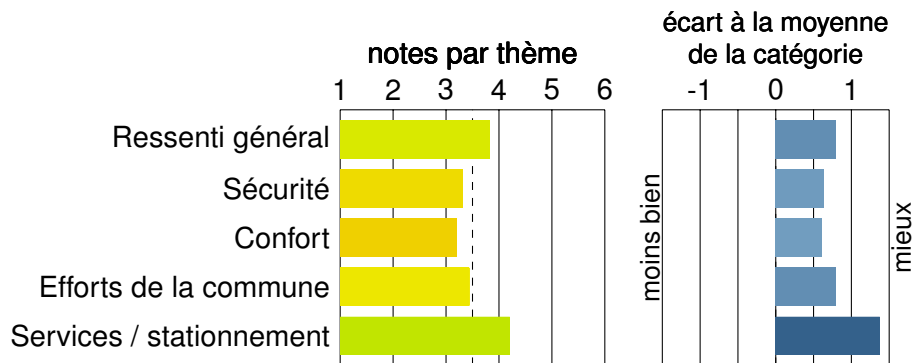 notes par thème
écart à la moyenne
de la catégorie
1 2 3 4 5 6
-1 0 1
Ressenti général
Sécurité
Confort
Efforts de la commune
Services / stationnement
moins bien
mieux